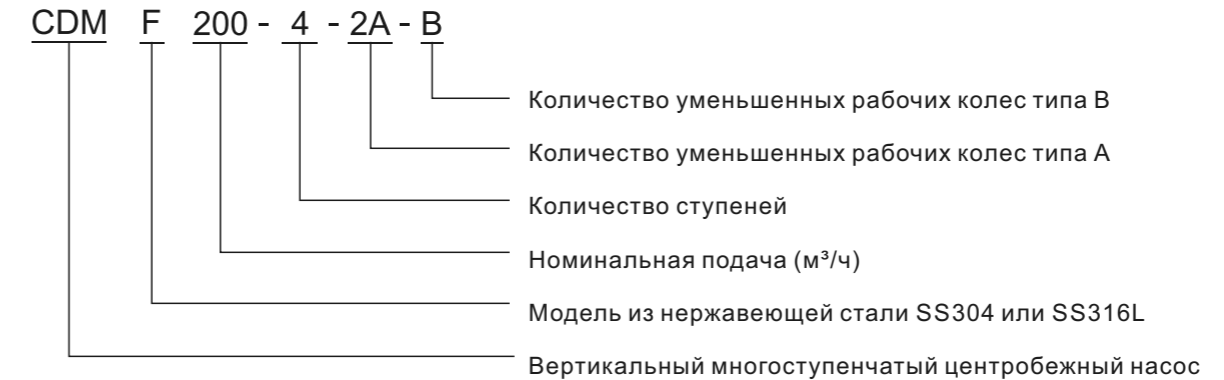 CDM F 200 - 4 - 2A - B
Количество уменьшенных рабочих колес типа B
Количество уменьшенных рабочих колес типа A
Количество ступеней
Номинальная подача (м³/ч)
Модель из нержавеющей стали SS304 или SS316L
Вертикальный многоступенчатый центробежный насос